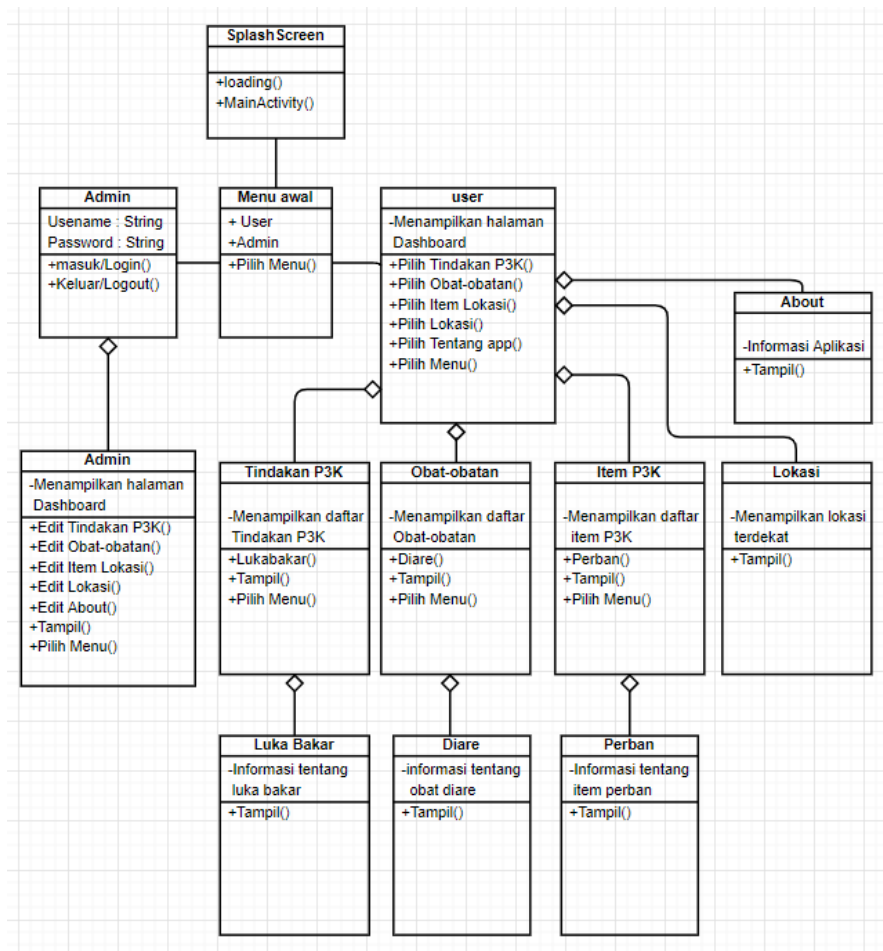 SplashScreen
+loading()
+MainActivity()
Admin
Usename : String
Password : String
+masuk/Login()
+Keluar/Logout()
Menu awal
+ User
+Admin
+Pilih Menu()
user
-Menampilkan halaman
Dashboard
+Pilih Tindakan P3K()
+Pilih Obat-obatan()
+Pilih Item Lokasi()
+Pilih Lokasi()
+Pilih Tentang app()
+Pilih Menu()
About
-Informasi Aplikasi
+Tampil()
Admin
-Menampilkan halaman
Dashboard
+Edit Tindakan P3K()
+Edit Obat-obatan()
+Edit Item Lokasi()
+Edit Lokasi()
+Edit About()
+Tampil()
+Pilih Menu()
Tindakan P3K
-Menampilkan daftar
Tindakan P3K
+Lukabakar()
+Tampil()
+Pilih Menu()
Obat-obatan
-Menampilkan daftar
Obat-obatan
+Diare()
+Tampil()
+Pilih Menu()
Item P3K
-Menampilkan daftar
item P3K
+Perban()
+Tampil()
+Pilih Menu()
Lokasi
-Menampilkan lokasi
terdekat
+Tampil()
Luka Bakar
-Informasi tentang
luka bakar
+Tampil()
Diare
-informasi tentang
obat diare
+Tampil()
Perban
-Informasi tentang
item perban
+Tampil()